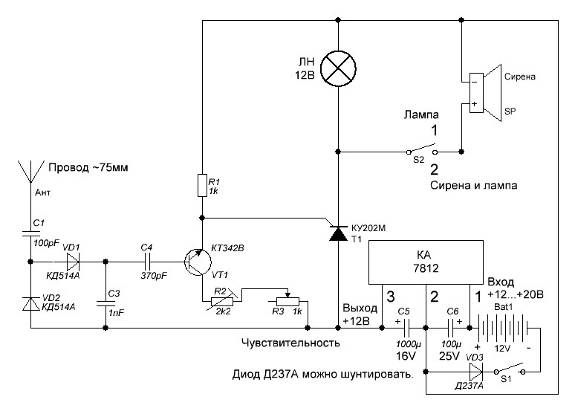 ЛН
12В
Сирена
SP
Лампа
1
S2
2
Сирена и лампа
Провод ~75мм
Ант
R1
1k
C1
100pF
VD1
КД514А
C4
370pF
КТ342В
VT1
КУ202М
T1
КА
7812
VD2
КД514А
C3
1nF
R2
2k2
R3
1k
Чувствительность
Выход
+12В
3
2
1
Вход
+12...+20В
C5
1000µ
16V
C6
100µ
25V
Bat1
+
12V
-
VD3
Д237А
S1
Диод Д237А можно шунтировать.